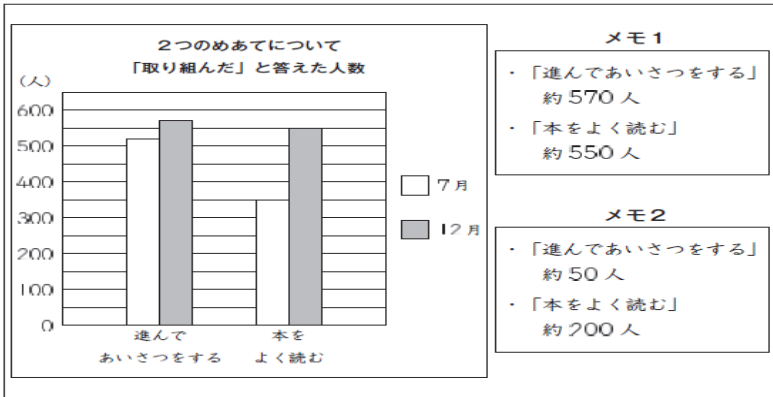 2つのめあてについて
「取り組んだ」と答えた人数
(人)
600
500
400
300
200
100
0
進んで
あいさつをする
本を
よく読む
7月
12月
メモ1
・「進んであいさつをする」
約570人
・「本をよく読む」
約550人
メモ2
・「進んであいさつをする」
約50人
・「本をよく読む」
約200人